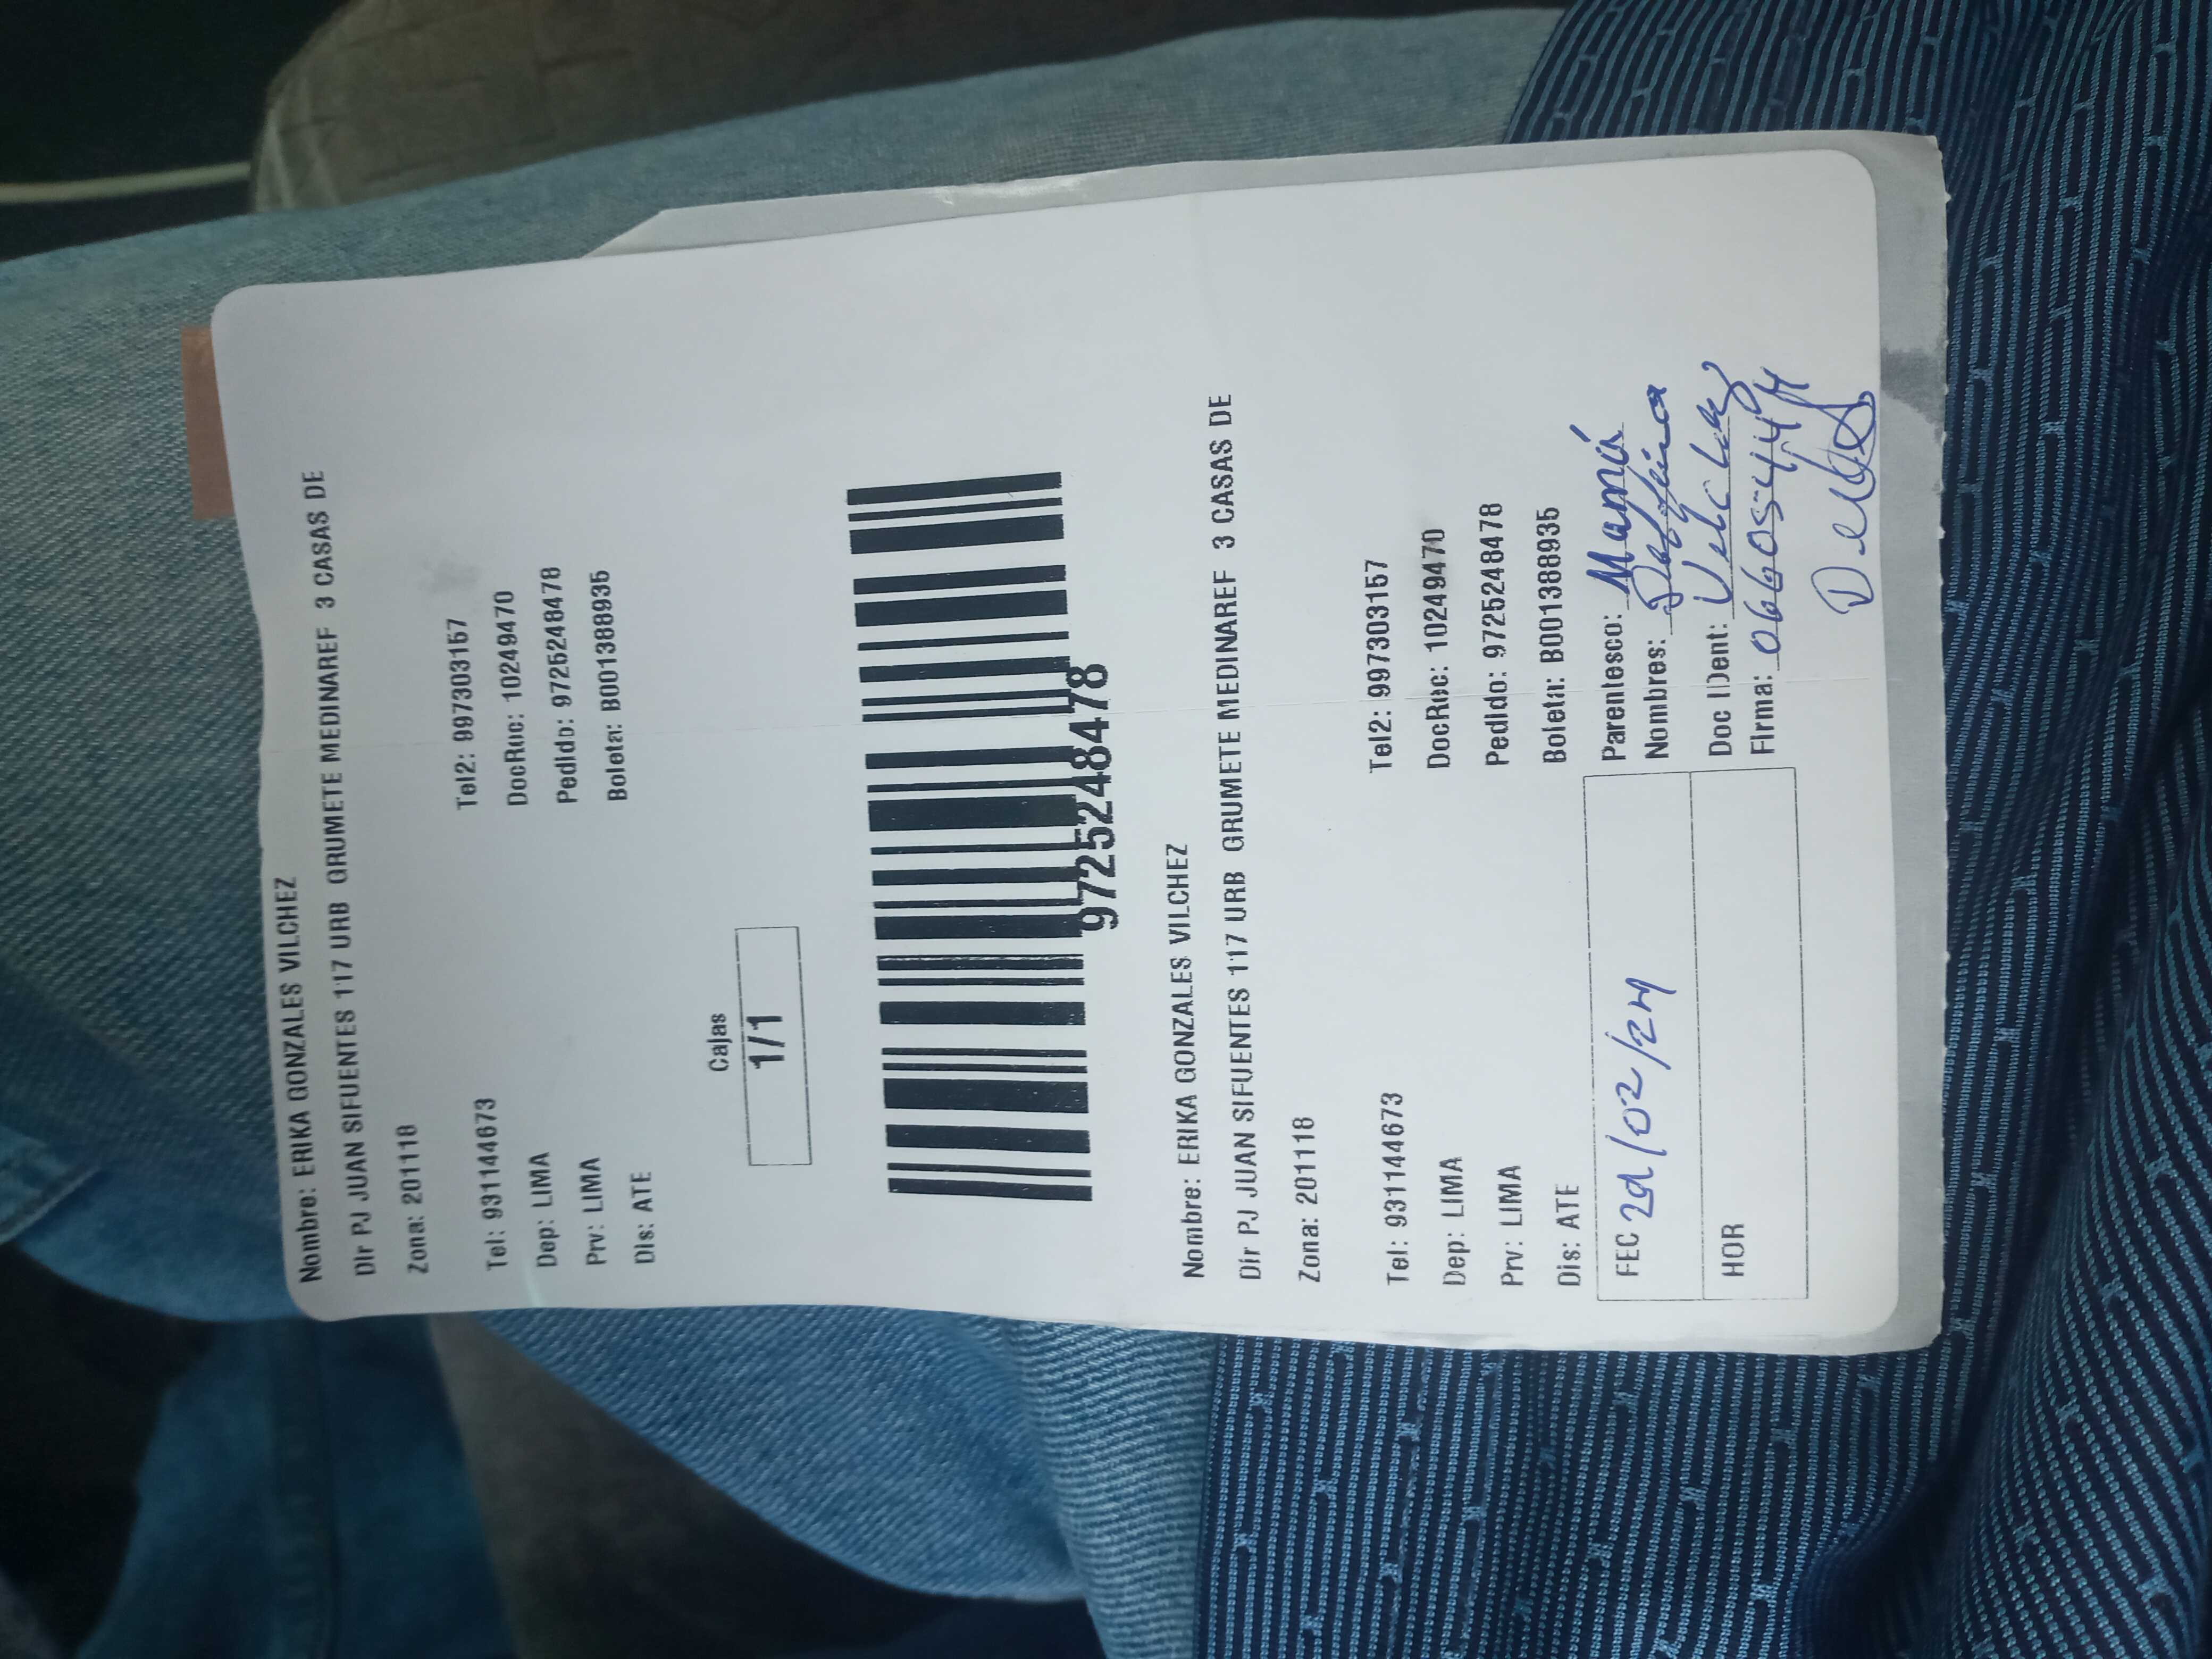 Nombre: ERIKA GONZALES VILCHEZ
Dir PJ JUAN SIFUENTES 117 URB GRUMETE MEDINAREF 3 CASAS DE
Zona: 201118
Tel: 931144673 Tel2: 997303157
Dep: LIMA DocRuc: 10249470
Prv: LIMA Pedido: 9725248478
Dis: ATE Boleta: B001388935
Cajas
1/1
9725248478
Nombre: ERIKA GONZALES VILCHEZ
Dir PJ JUAN SIFUENTES 117 URB GRUMETE MEDINAREF 3 CASAS DE
Zona: 201118
Tel: 931144673 Tel2: 997303157
Dep: LIMA DocRuc: 10249470
Prv: LIMA Pedido: 9725248478
Dis: ATE Boleta: B001388935
FEC /02/24 Parentesco: Mamá
Nombres:
HOR Doc IDent:
Firma: